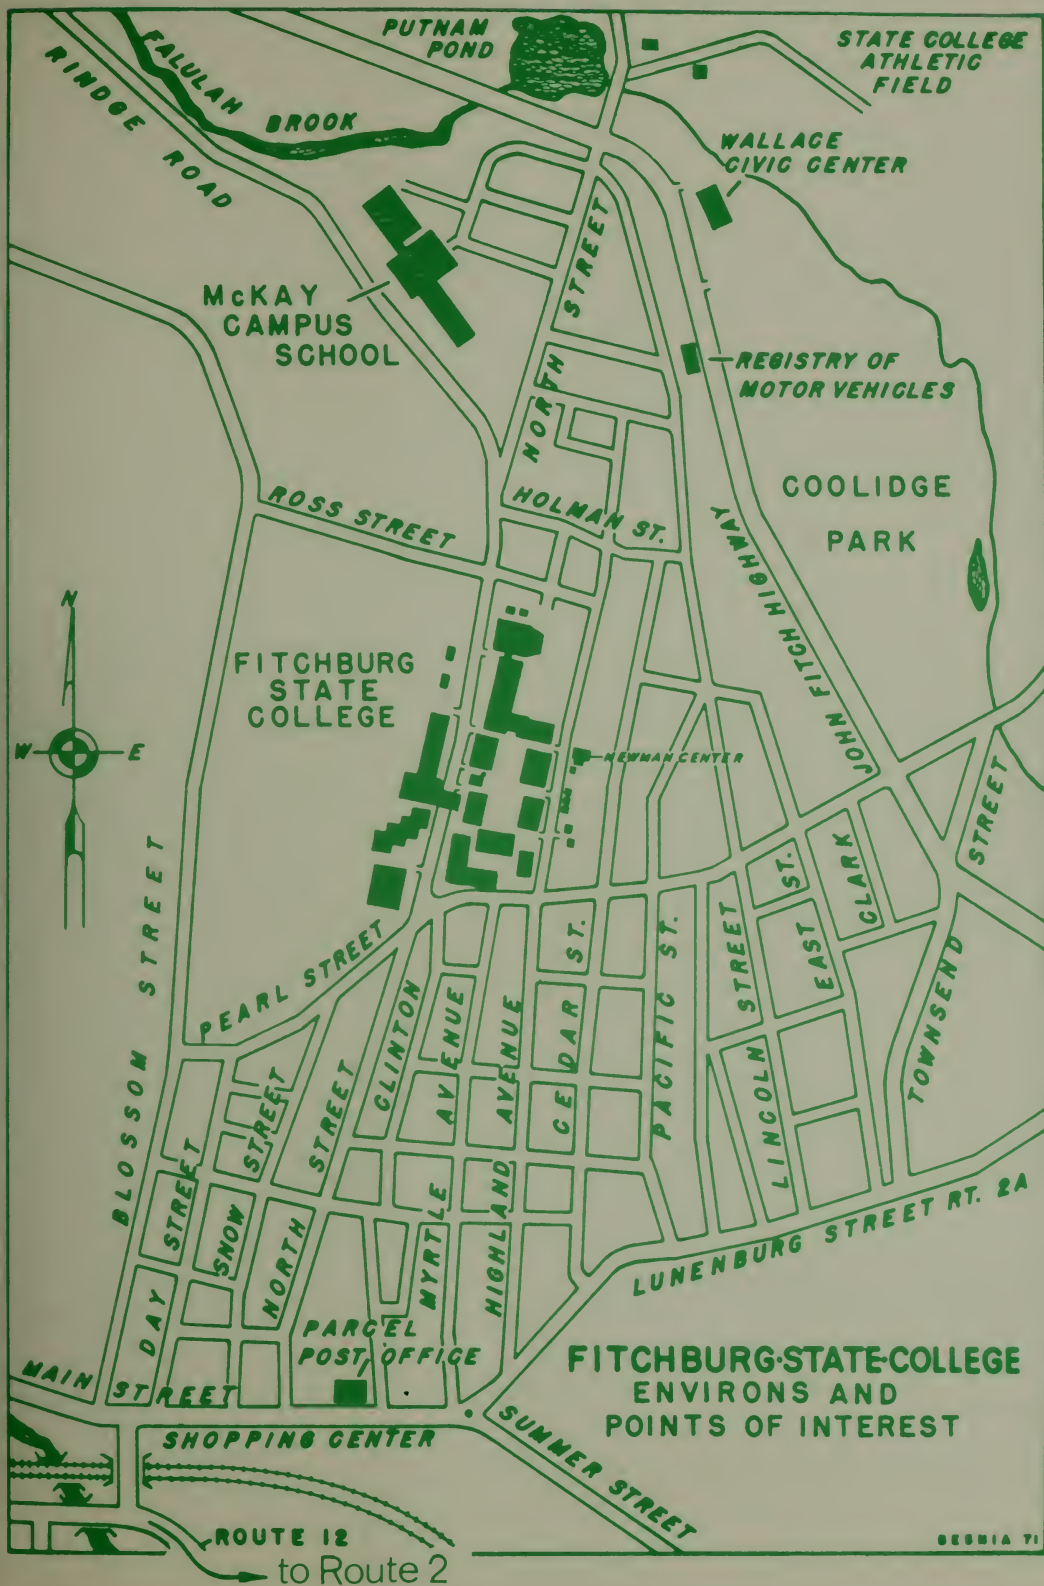 PUTNAM
POND
STATE COLLEGE
ATHLETIC
FIELD
FALULAH
BROOK
RINDGE
ROAD
WALLACE
CIVIC CENTER
McKAY
CAMPUS
SCHOOL
NORTH STREET
REGISTRY OF
MOTOR VEHICLES
COOLIDGE
PARK
ROSS STREET
HOLMAN ST.
JOHN FITCH HIGHWAY
N
W
E
FITCHBURG
STATE
COLLEGE
NEWMAN CENTER
BLOSSOM STREET
PEARL STREET
CLINTON
STREET
MYRTLE AVENUE
HIGHLAND AVENUE
CEDAR ST.
PACIFIC ST.
LINCOLN STREET
EAST ST.
CLARK
TOWNSEND STREET
DAY STREET
SNOW STREET
NORTH
LUNENBURG STREET RT. 2A
PARCEL
POST OFFICE
MAIN STREET
SHOPPING CENTER
SUMMER STREET
FITCHBURG·STATE·COLLEGE
ENVIRONS AND
POINTS OF INTEREST
ROUTE 12
to Route 2